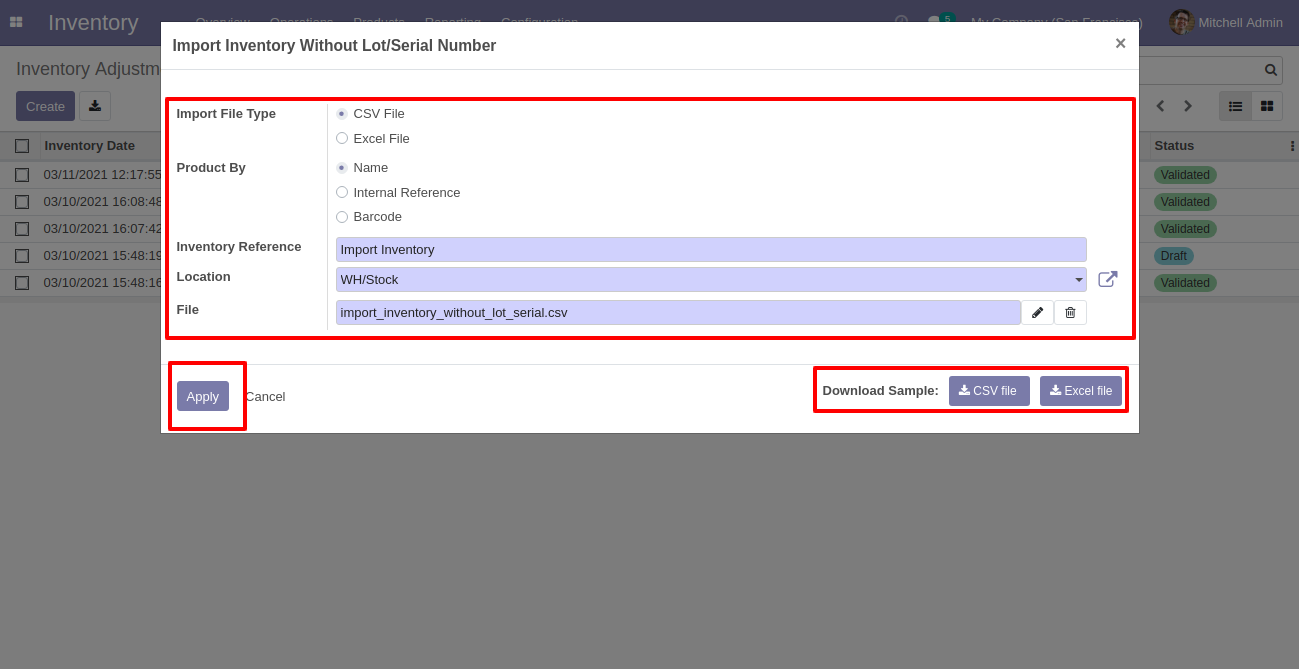 Inventory Overview Operations Products Reporting Configuration 5 My Company (San Francisco) Mitchell Admin
Import Inventory Without Lot/Serial Number ×
Inventory Adjustm
Create
Inventory Date Status
03/11/2021 12:17:55 Validated
03/10/2021 16:08:48 Validated
03/10/2021 16:07:42 Validated
03/10/2021 15:48:19 Draft
03/10/2021 15:48:16 Validated
Import File Type CSV File
Excel File
Product By Name
Internal Reference
Barcode
Inventory Reference Import Inventory
Location WH/Stock
File import_inventory_without_lot_serial.csv
Apply Cancel Download Sample: CSV file Excel file